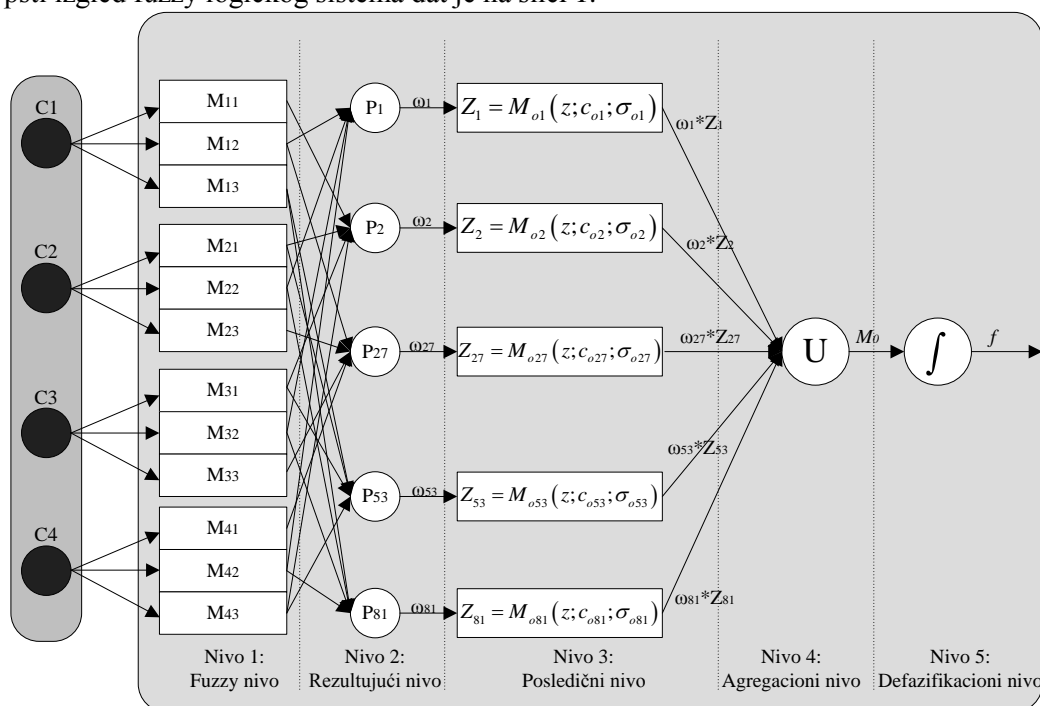 pšti izgled fuzzy logičkog sistema dat je na slici 1.
C1
C2
C3
C4
M11
M12
M13
M21
M22
M23
M31
M32
M33
M41
M42
M43
P1
P2
P27
P53
P81
ω1
ω2
ω27
ω53
ω81
Z1 = Mo1(z;co1;σo1)
Z2 = Mo2(z;co2;σo2)
Z27 = Mo27(z;co27;σo27)
Z53 = Mo53(z;co53;σo53)
Z81 = Mo81(z;co81;σo81)
ω1*Z1
ω2*Z2
ω27*Z27
ω53*Z53
ω81*Z81
U
M0
∫
f
Nivo 1:
Fuzzy nivo
Nivo 2:
Rezultujući nivo
Nivo 3:
Posledični nivo
Nivo 4:
Agregacioni nivo
Nivo 5:
Defazifikacioni nivo